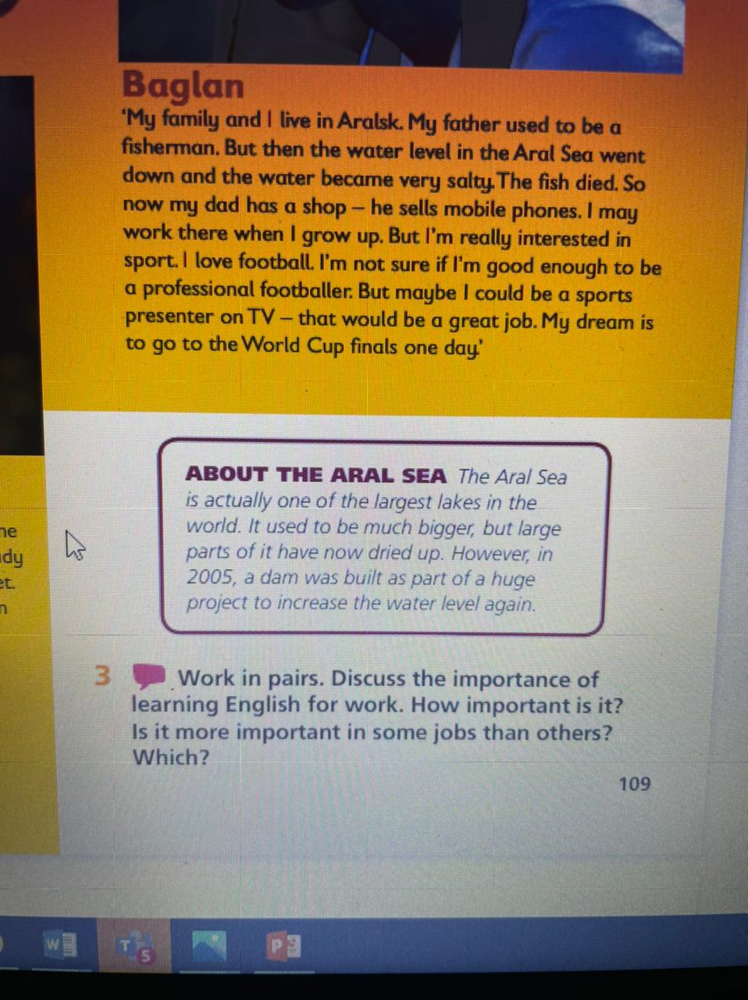 Baglan
'My family and I live in Aralsk. My father used to be a
fisherman. But then the water level in the Aral Sea went
down and the water became very salty. The fish died. So
now my dad has a shop – he sells mobile phones. I may
work there when I grow up. But I'm really interested in
sport. I love football. I'm not sure if I'm good enough to be
a professional footballer. But maybe I could be a sports
presenter on TV – that would be a great job. My dream is
to go to the World Cup finals one day.'
ABOUT THE ARAL SEA The Aral Sea
is actually one of the largest lakes in the
world. It used to be much bigger, but large
parts of it have now dried up. However, in
2005, a dam was built as part of a huge
project to increase the water level again.
3 Work in pairs. Discuss the importance of
learning English for work. How important is it?
Is it more important in some jobs than others?
Which?
109
W
T 5
P